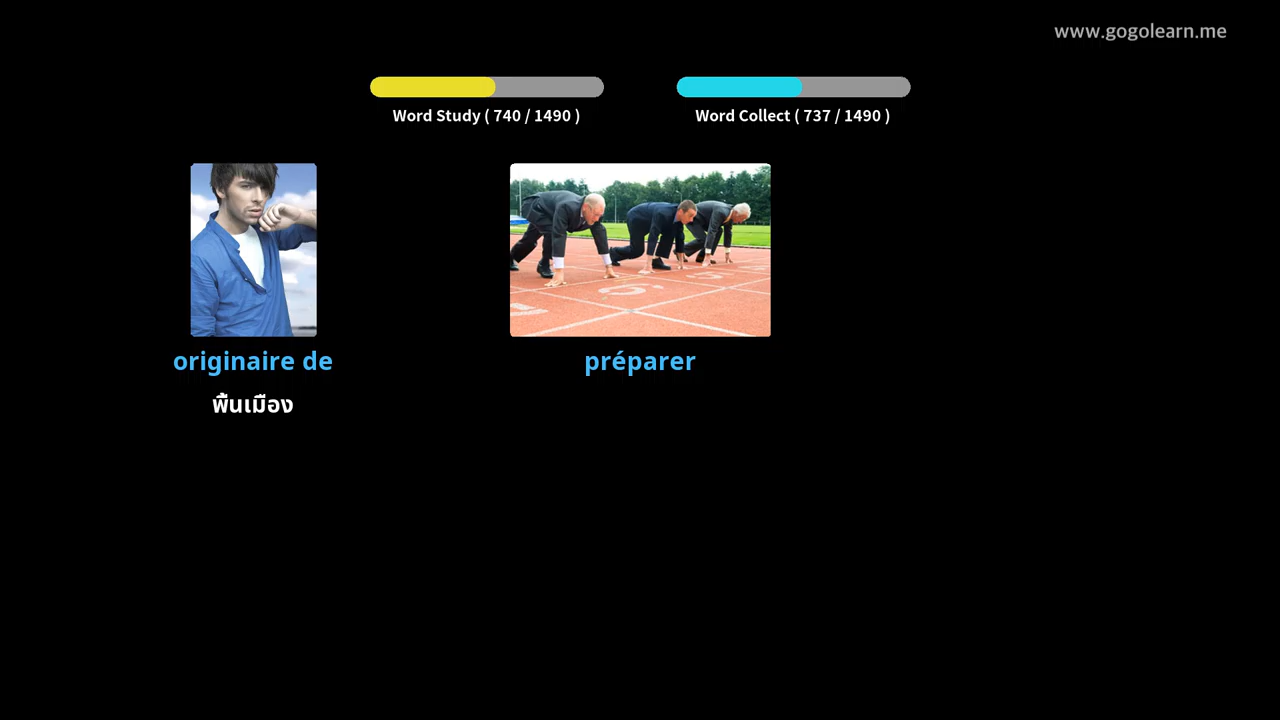 www.gogolearn.me
Word Study ( 740 / 1490 )
Word Collect ( 737 / 1490 )
originaire de
พื้นเมือง
préparer